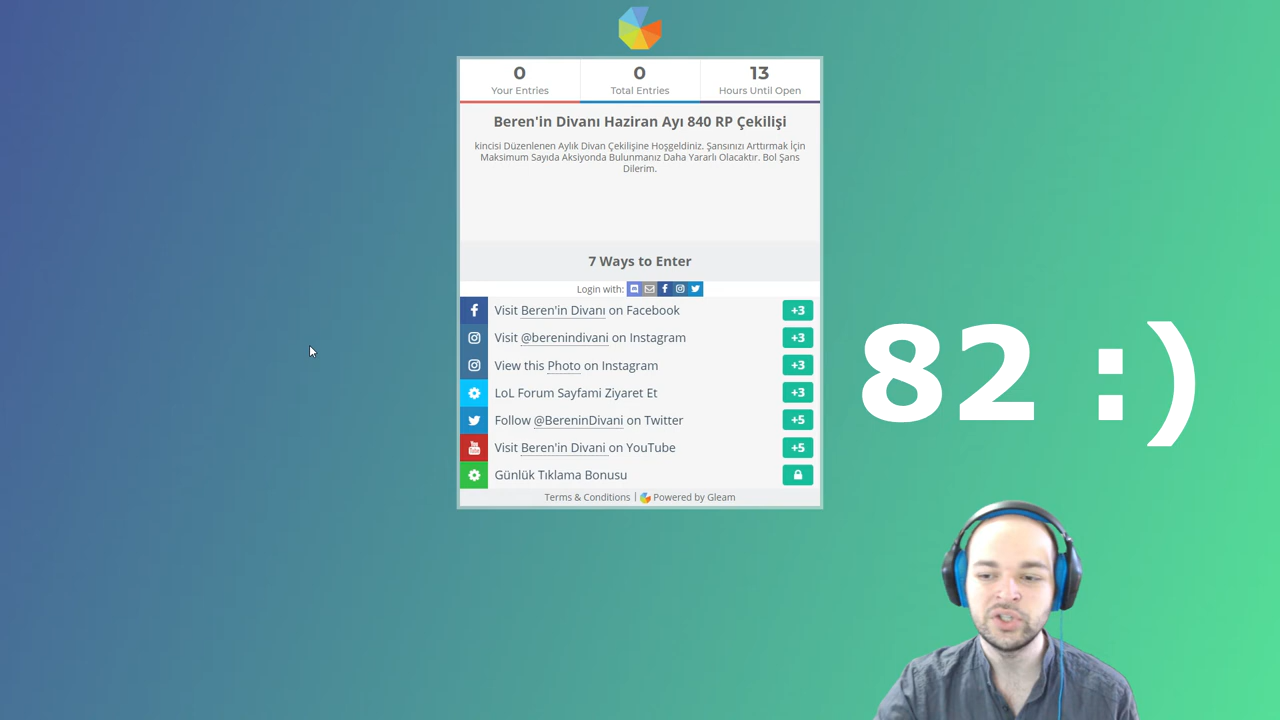 0
Your Entries
0
Total Entries
13
Hours Until Open
Beren'in Divanı Haziran Ayı 840 RP Çekilişi
kincisi Düzenlenen Aylık Divan Çekilişine Hoşgeldiniz. Şansınızı Arttırmak İçin
Maksimum Sayıda Aksiyonda Bulunmanız Daha Yararlı Olacaktır. Bol Şans
Dilerim.
7 Ways to Enter
Login with:
Visit Beren'in Divanı on Facebook +3
Visit @berenindivani on Instagram +3
View this Photo on Instagram +3
LoL Forum Sayfami Ziyaret Et +3
Follow @BereninDivani on Twitter +5
Visit Beren'in Divani on YouTube +5
Günlük Tıklama Bonusu
Terms & Conditions | Powered by Gleam
82 :)